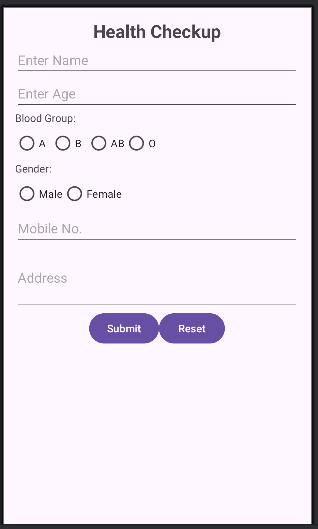 Health Checkup
Enter Name
Enter Age
Blood Group:
A B AB O
Gender:
Male Female
Mobile No.
Address
Submit Reset